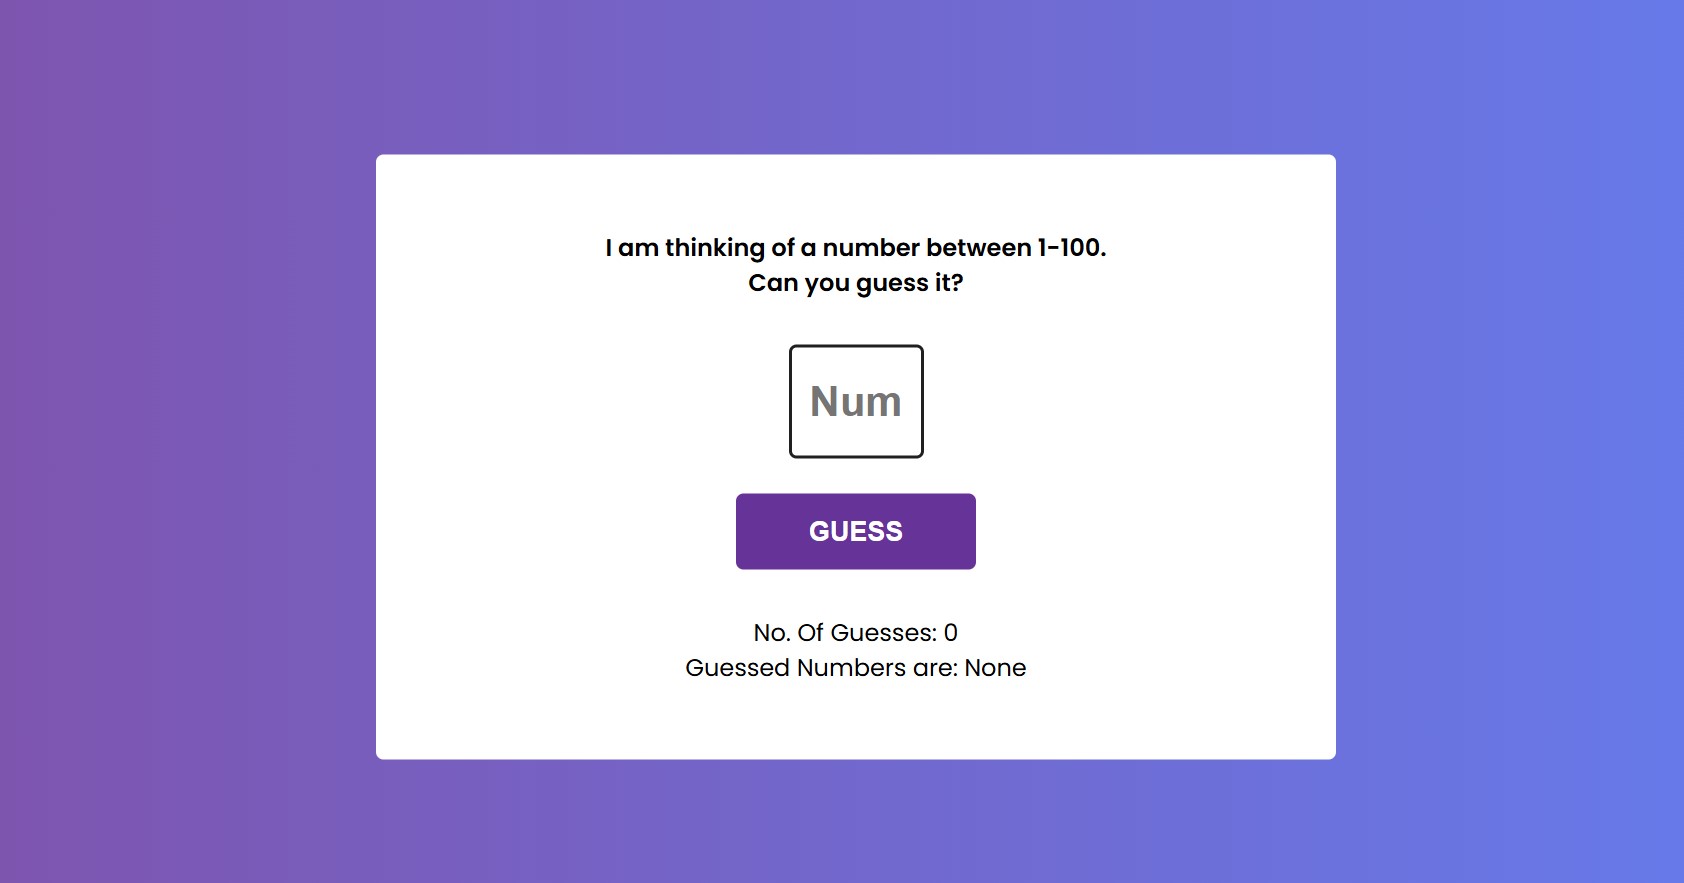 I am thinking of a number between 1-100.
Can you guess it?
Num
GUESS
No. Of Guesses: 0
Guessed Numbers are: None